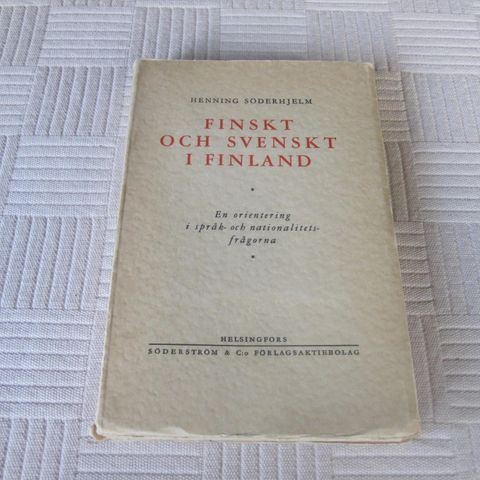 HENNING SÖDERHJELM
FINSKT
OCH SVENSKT
I FINLAND
En orientering
i språk- och nationalitets-
frågorna
HELSINGFORS
SÖDERSTRÖM & C:o FÖRLAGSAKTIEBOLAG